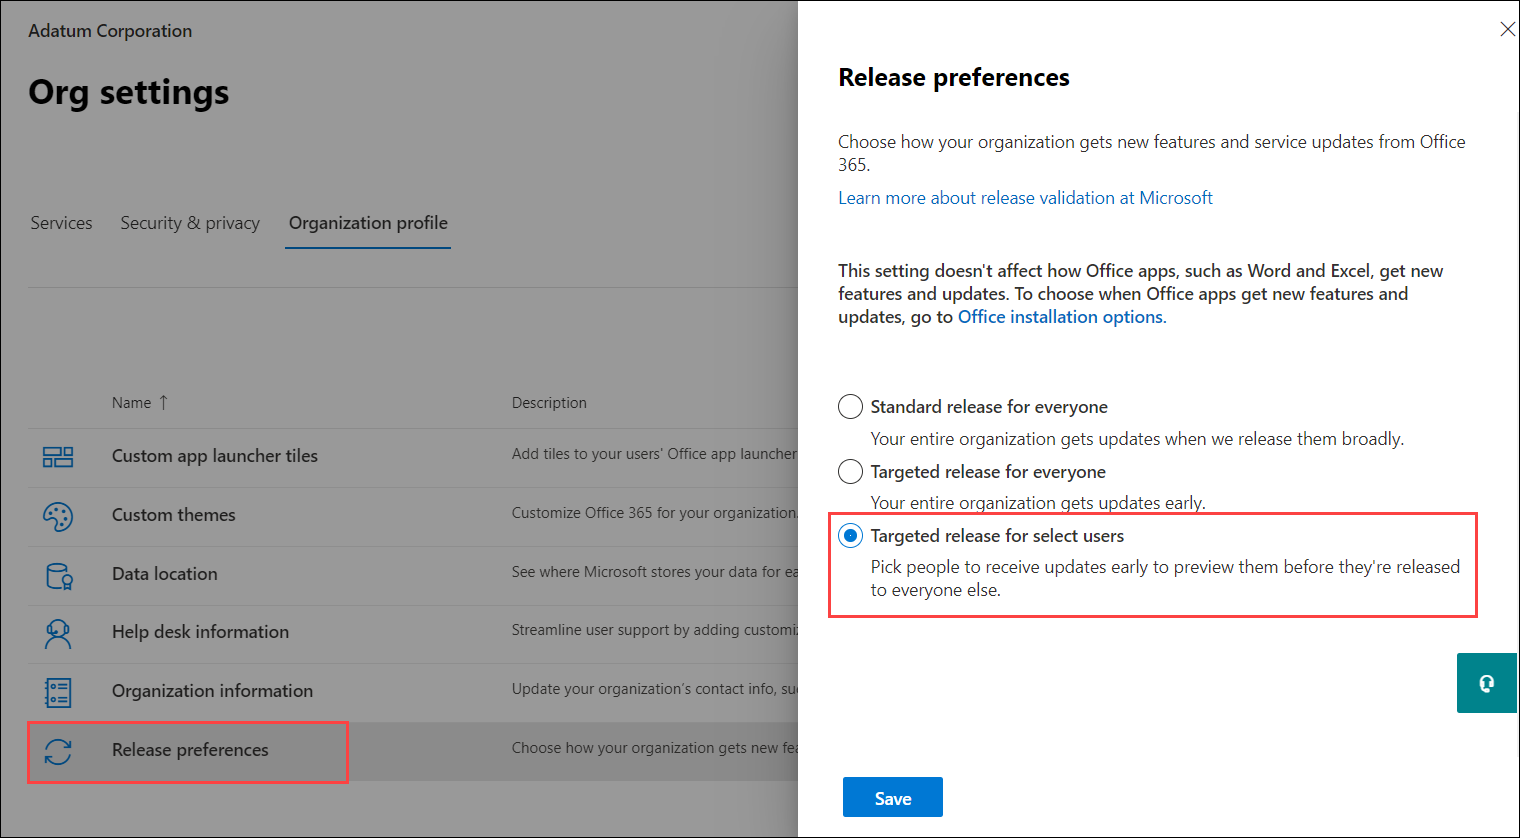 Adatum Corporation
Org settings
Services
Security & privacy
Organization profile
Name ↑
Description
Custom app launcher tiles
Add tiles to your users' Office app launcher
Custom themes
Customize Office 365 for your organization.
Data location
See where Microsoft stores your data for ea
Help desk information
Streamline user support by adding customiz
Organization information
Update your organization's contact info, suc
Release preferences
Choose how your organization gets new fea
Release preferences
Choose how your organization gets new features and service updates from Office
365.
Learn more about release validation at Microsoft
This setting doesn't affect how Office apps, such as Word and Excel, get new
features and updates. To choose when Office apps get new features and
updates, go to Office installation options.
Standard release for everyone
Your entire organization gets updates when we release them broadly.
Targeted release for everyone
Your entire organization gets updates early.
Targeted release for select users
Pick people to receive updates early to preview them before they're released
to everyone else.
Save